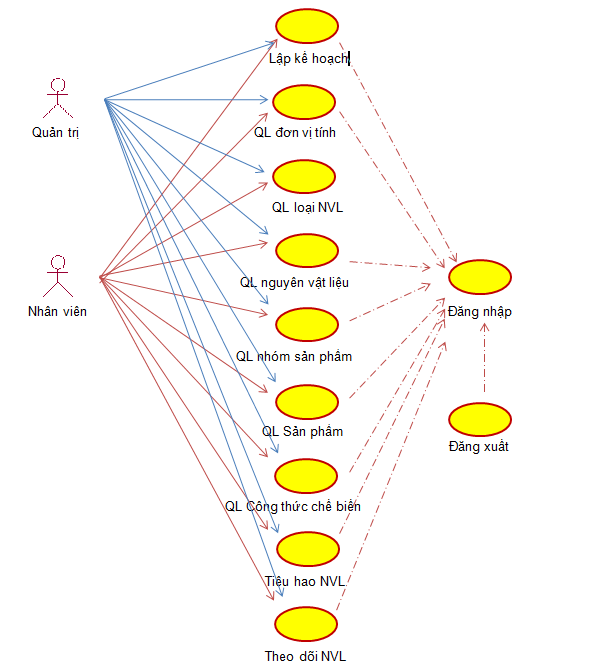 Lập kế hoạch
Quản trị
QL đơn vị tính
QL loại NVL
QL nguyên vật liệu
Nhân viên
Đăng nhập
QL nhóm sản phẩm
QL Sản phẩm
Đăng xuất
QL Công thức chế biến
Tiêu hao NVL
Theo dõi NVL